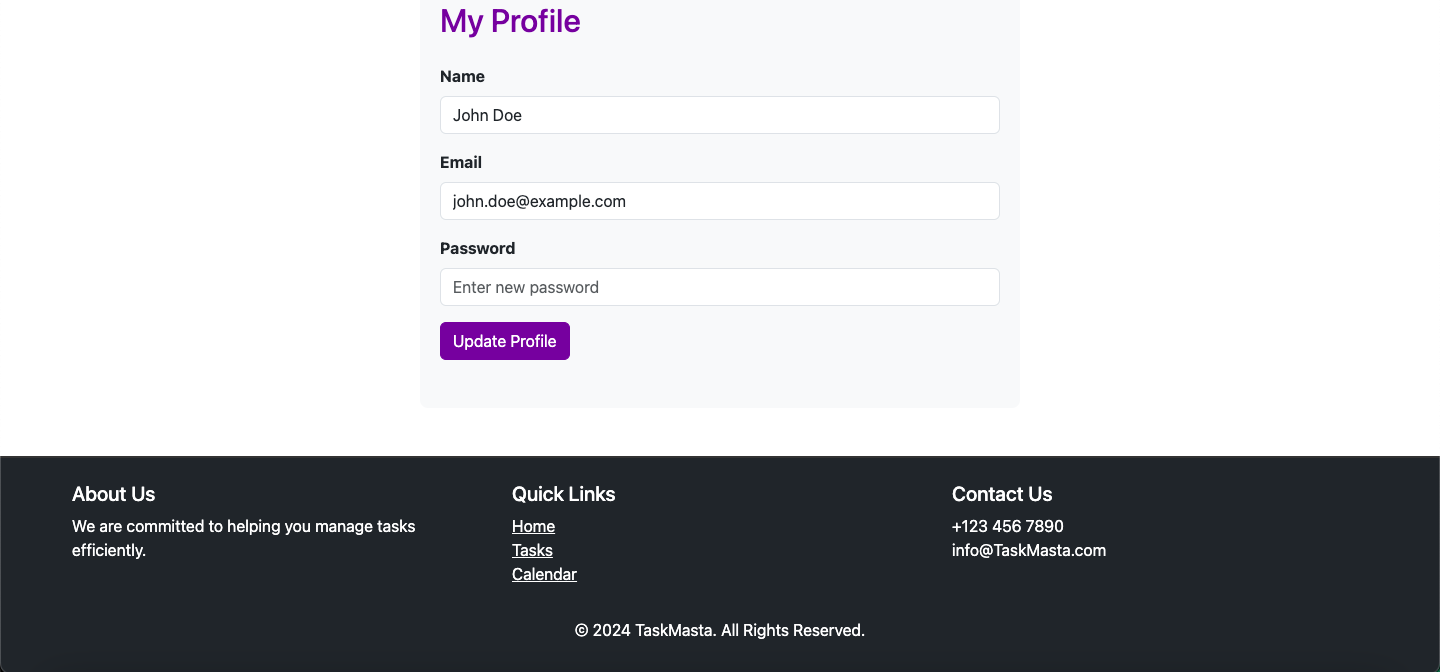 My Profile
Name
John Doe
Email
john.doe@example.com
Password
Enter new password
Update Profile
About Us
We are committed to helping you manage tasks
efficiently.
Quick Links
Home
Tasks
Calendar
Contact Us
+123 456 7890
info@TaskMasta.com
© 2024 TaskMasta. All Rights Reserved.